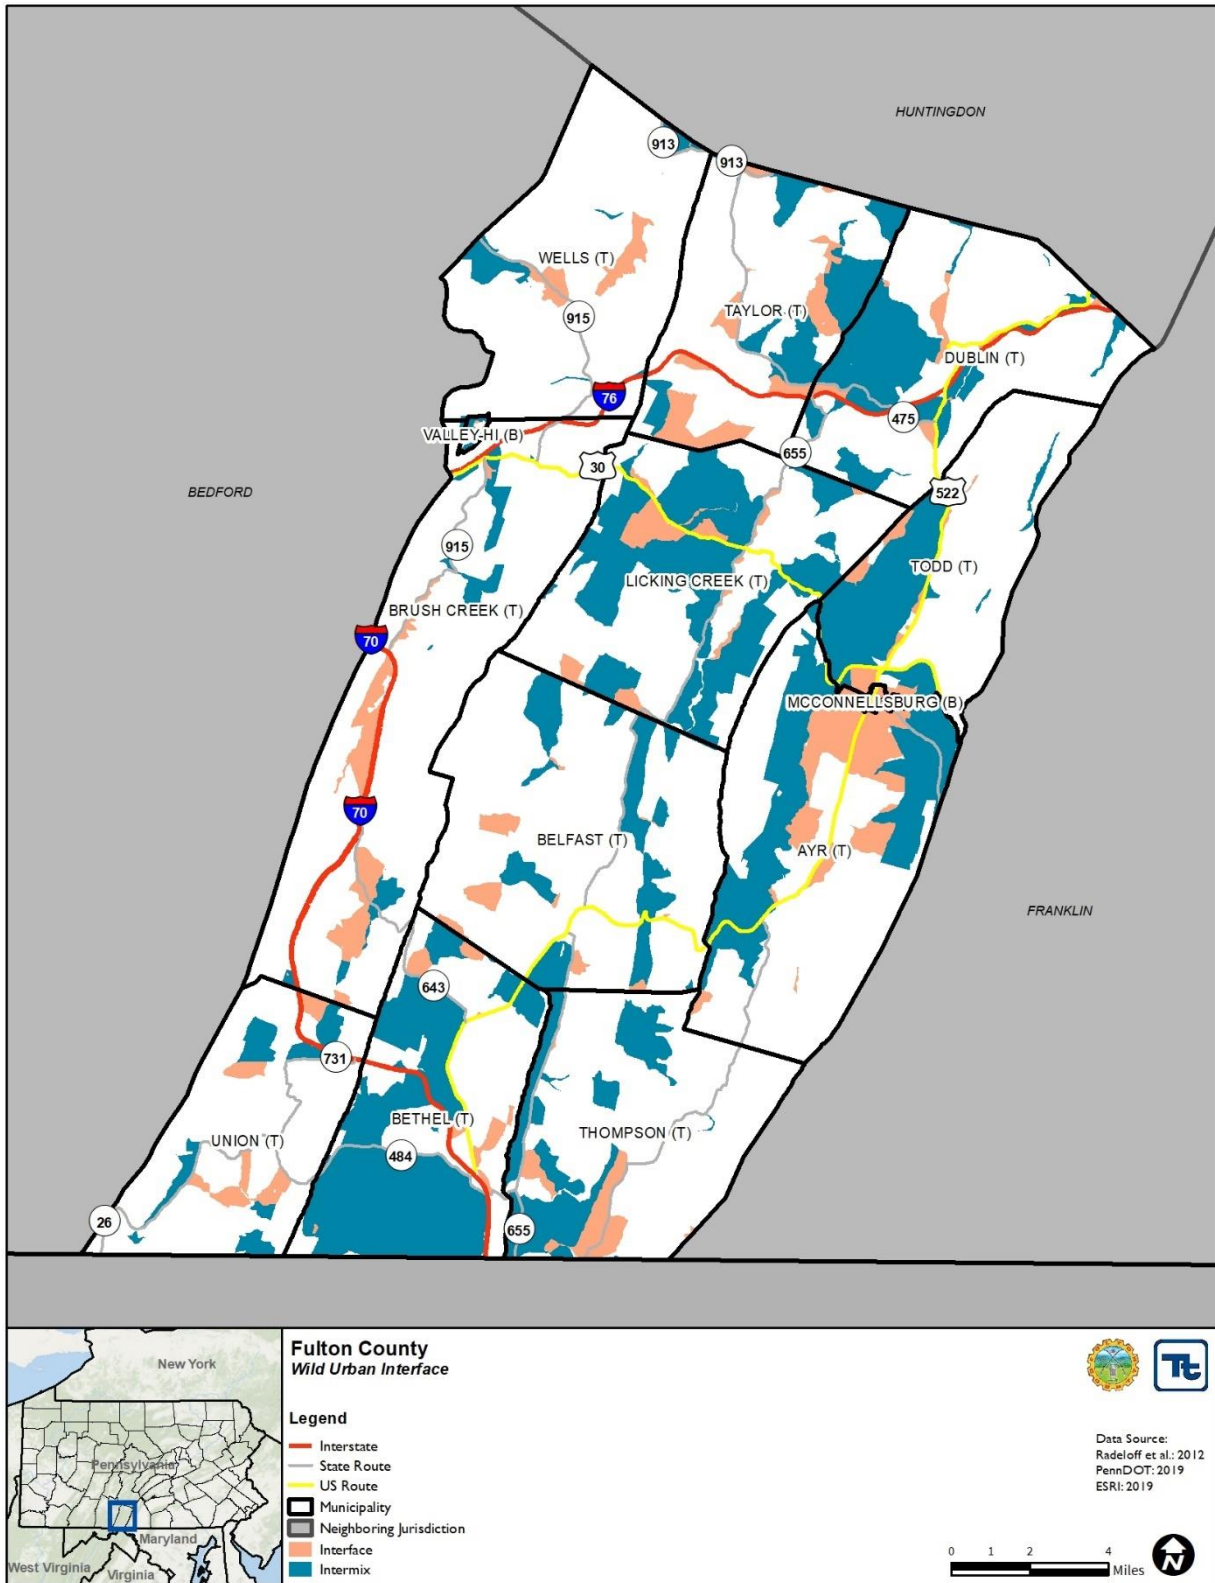 HUNTINGDON
913
913
WELLS (T)
915
TAYLOR (T)
DUBLIN (T)
76
475
VALLEY-HI (B)
655
30
BEDFORD
522
915
TODD (T)
LICKING CREEK (T)
BRUSH CREEK (T)
70
MCCONNELLSBURG (B)
70
BELFAST (T)
AYR (T)
FRANKLIN
643
731
BETHEL (T)
THOMPSON (T)
UNION (T)
484
26
655
New York
Pennsylvania
Maryland
West Virginia
Virginia
Fulton County
Wild Urban Interface
Legend
Interstate
State Route
US Route
Municipality
Neighboring Jurisdiction
Interface
Intermix
Tt
Data Source:
Radeloff et al.: 2012
PennDOT: 2019
ESRI: 2019
0 1 2 4
Miles
N